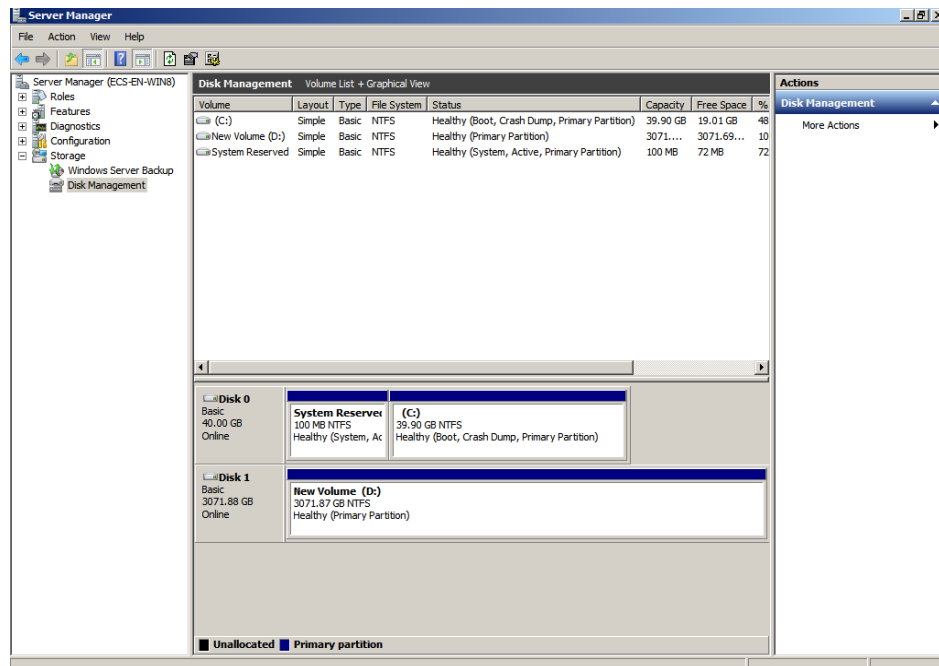 Server Manager
File Action View Help
Server Manager (ECS-EN-WIN8)
Roles
Features
Diagnostics
Configuration
Storage
Windows Server Backup
Disk Management
Disk Management Volume List + Graphical View
Volume Layout Type File System Status Capacity Free Space %
(C:) Simple Basic NTFS Healthy (Boot, Crash Dump, Primary Partition) 39.90 GB 19.01 GB 48
New Volume (D:) Simple Basic NTFS Healthy (Primary Partition) 3071.... 3071.69... 10
System Reserved Simple Basic NTFS Healthy (System, Active, Primary Partition) 100 MB 72 MB 72
Disk 0
Basic
40.00 GB
Online
System Reserved
100 MB NTFS
Healthy (System, Ac
(C:)
39.90 GB NTFS
Healthy (Boot, Crash Dump, Primary Partition)
Disk 1
Basic
3071.88 GB
Online
New Volume (D:)
3071.87 GB NTFS
Healthy (Primary Partition)
Unallocated Primary partition
Actions
Disk Management
More Actions